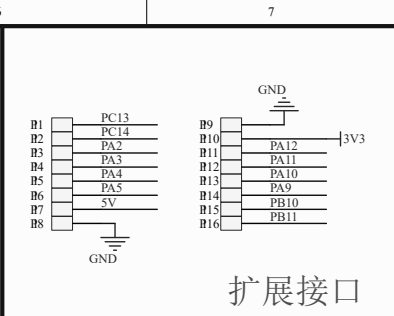 7
P1 PC13
P2 PC14
P3 PA2
P4 PA3
P5 PA4
P6 PA5
P7 5V
P8
GND
GND
P9
P10 3V3
P11 PA12
P12 PA11
P13 PA10
P14 PA9
P15 PB10
P16 PB11
扩展接口